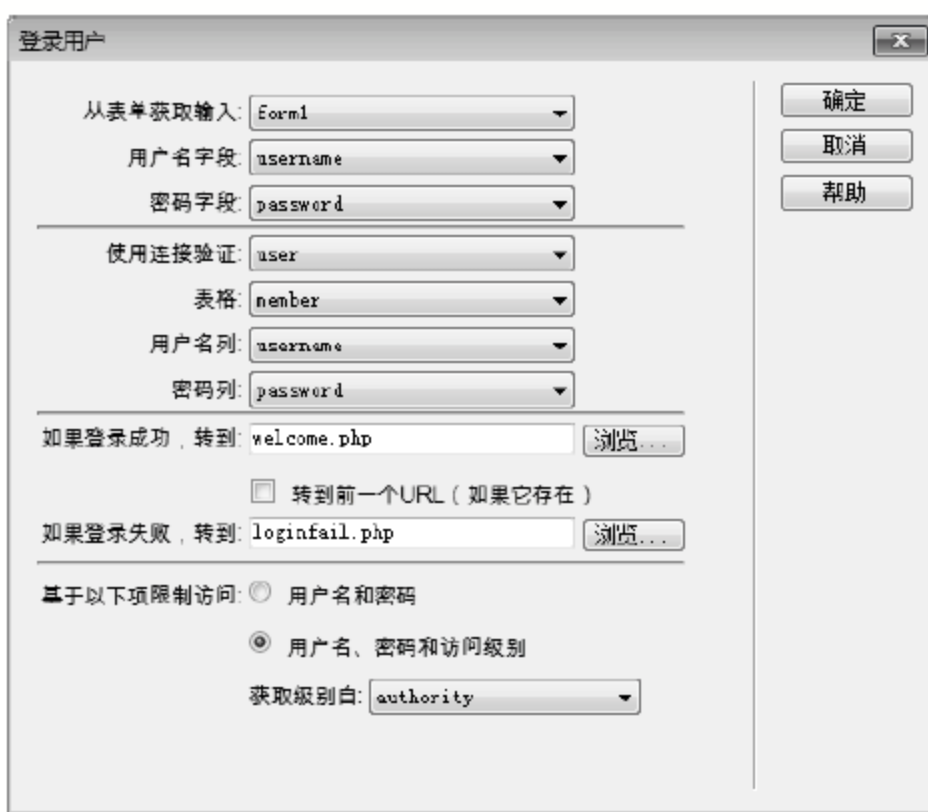 登录用户
从表单获取输入: form1
用户名字段: username
密码字段: password
使用连接验证: user
表格: member
用户名列: username
密码列: password
如果登录成功，转到: welcome.php 浏览...
转到前一个URL（如果它存在）
如果登录失败，转到: loginfail.php 浏览...
基于以下项限制访问: 用户名和密码
用户名、密码和访问级别
获取级别自: authority
确定
取消
帮助